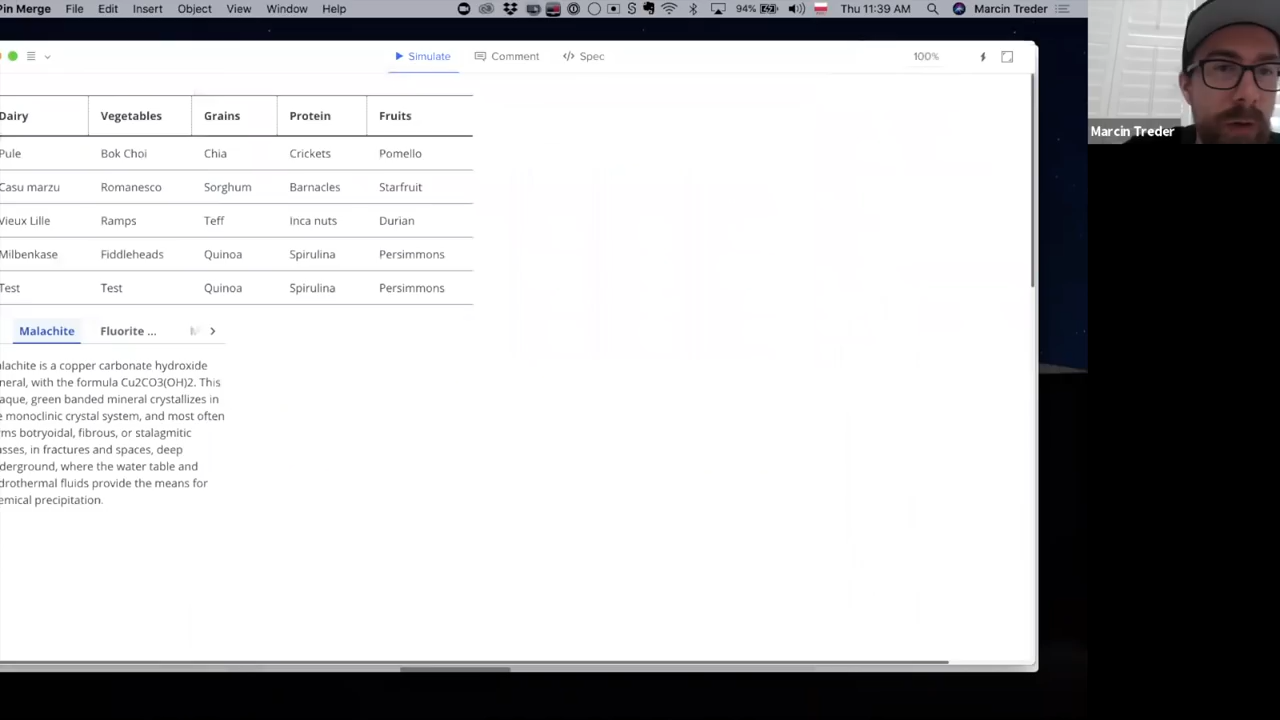 Pin Merge File Edit Insert Object View Window Help 94% Thu 11:39 AM Marcin Treder
Simulate Comment Spec 100%
Marcin Treder
Dairy Vegetables Grains Protein Fruits
Pule Bok Choi Chia Crickets Pomello
Casu marzu Romanesco Sorghum Barnacles Starfruit
Vieux Lille Ramps Teff Inca nuts Durian
Milbenkase Fiddleheads Quinoa Spirulina Persimmons
Test Test Quinoa Spirulina Persimmons
Malachite Fluorite ...
lachite is a copper carbonate hydroxide
neral, with the formula Cu2CO3(OH)2. This
aque, green banded mineral crystallizes in
e monoclinic crystal system, and most often
rms botryoidal, fibrous, or stalagmitic
asses, in fractures and spaces, deep
derground, where the water table and
drothermal fluids provide the means for
emical precipitation.